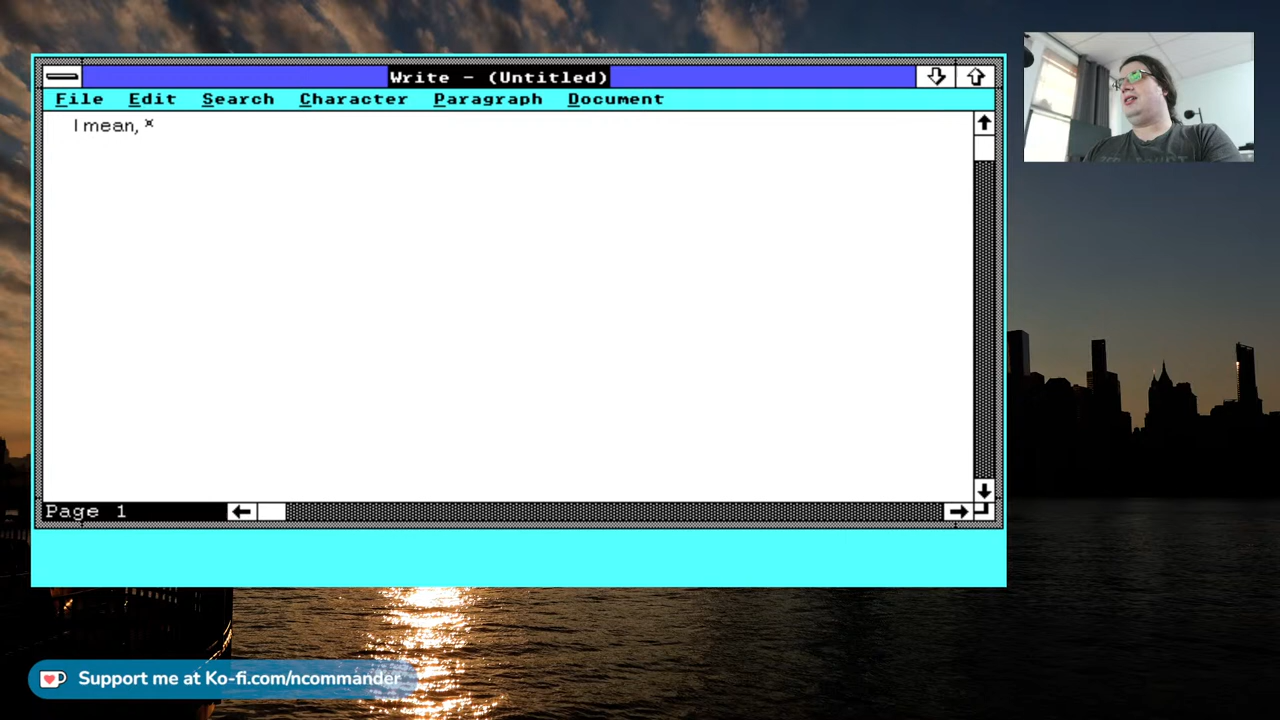 Write - (Untitled)
File Edit Search Character Paragraph Document
I mean, ¤
Page 1
Support me at Ko-fi.com/ncommander